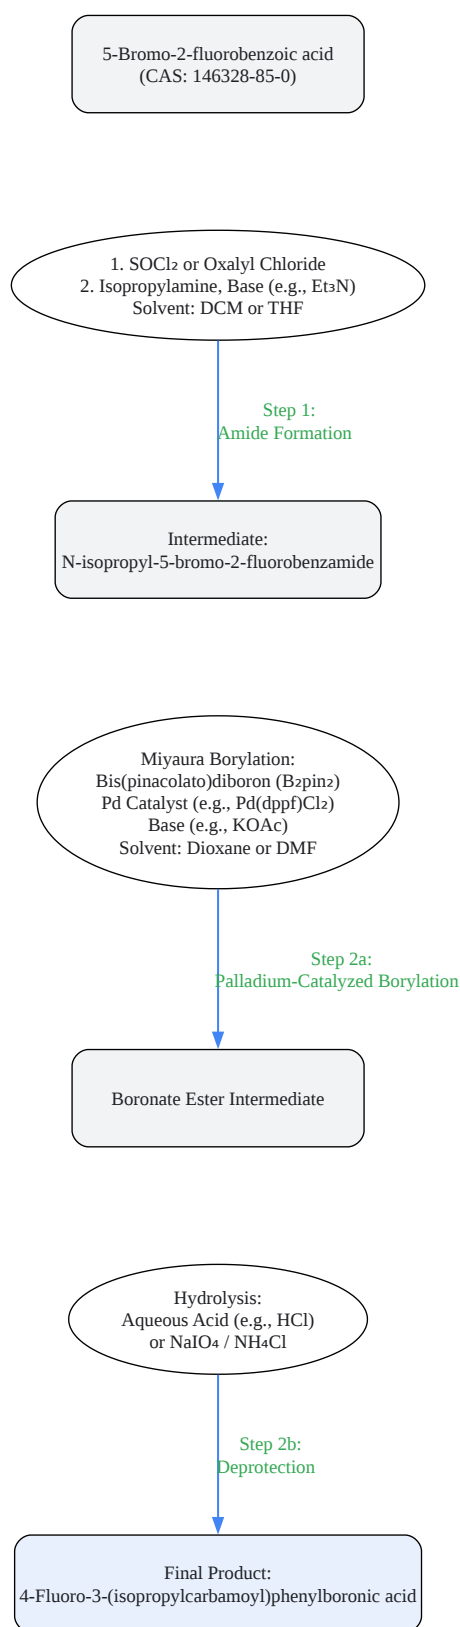 5-Bromo-2-fluorobenzoic acid
(CAS: 146328-85-0)
1. SOCl₂ or Oxalyl Chloride
2. Isopropylamine, Base (e.g., Et₃N)
Solvent: DCM or THF
Step 1:
Amide Formation
Intermediate:
N-isopropyl-5-bromo-2-fluorobenzamide
Miyaura Borylation:
Bis(pinacolato)diboron (B₂pin₂)
Pd Catalyst (e.g., Pd(dppf)Cl₂)
Base (e.g., KOAc)
Solvent: Dioxane or DMF
Step 2a:
Palladium-Catalyzed Borylation
Boronate Ester Intermediate
Hydrolysis:
Aqueous Acid (e.g., HCl)
or NaIO₄ / NH₄Cl
Step 2b:
Deprotection
Final Product:
4-Fluoro-3-(isopropylcarbamoyl)phenylboronic acid